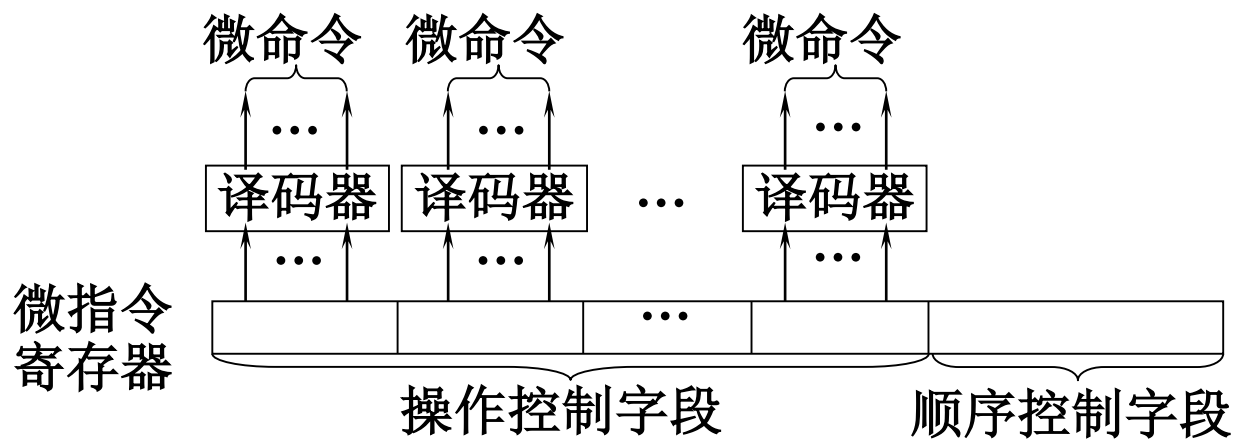 微命令 微命令 微命令
... ... ...
译码器 译码器 ... 译码器
... ... ...
微指令
寄存器
...
操作控制字段 顺序控制字段